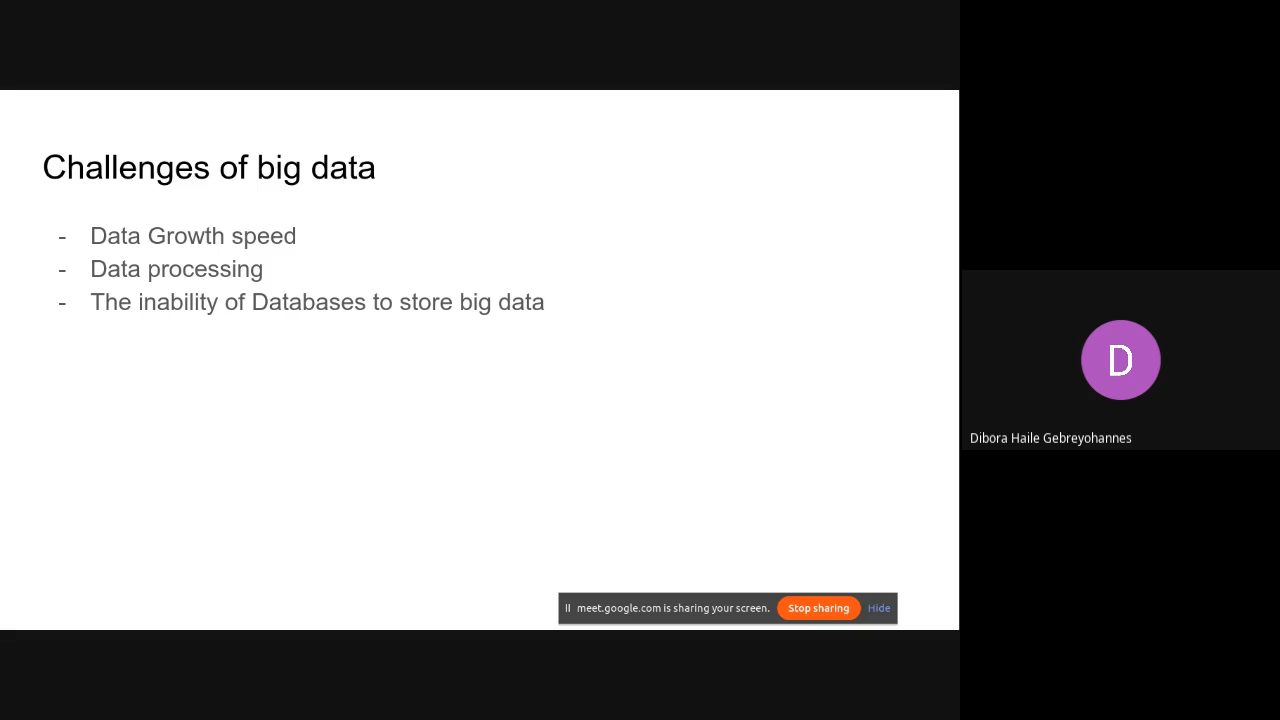 Challenges of big data
- Data Growth speed
- Data processing
- The inability of Databases to store big data
D
Dibora Haile Gebreyohannes
meet.google.com is sharing your screen. Stop sharing Hide